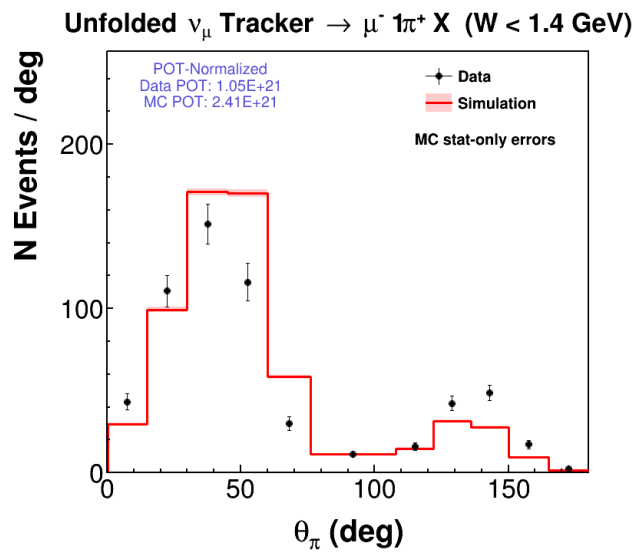 Unfolded νμ Tracker → μ⁻ 1π⁺ X (W < 1.4 GeV)
POT-Normalized
Data POT: 1.05E+21
MC POT: 2.41E+21
Data
Simulation
MC stat-only errors
N Events / deg
200
100
0
0 50 100 150
θπ (deg)